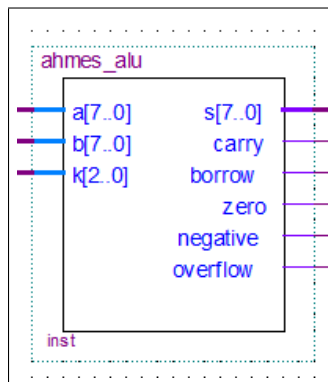 ahmes_alu
a[7..0] s[7..0]
b[7..0] carry
k[2..0] borrow
zero
negative
overflow
inst